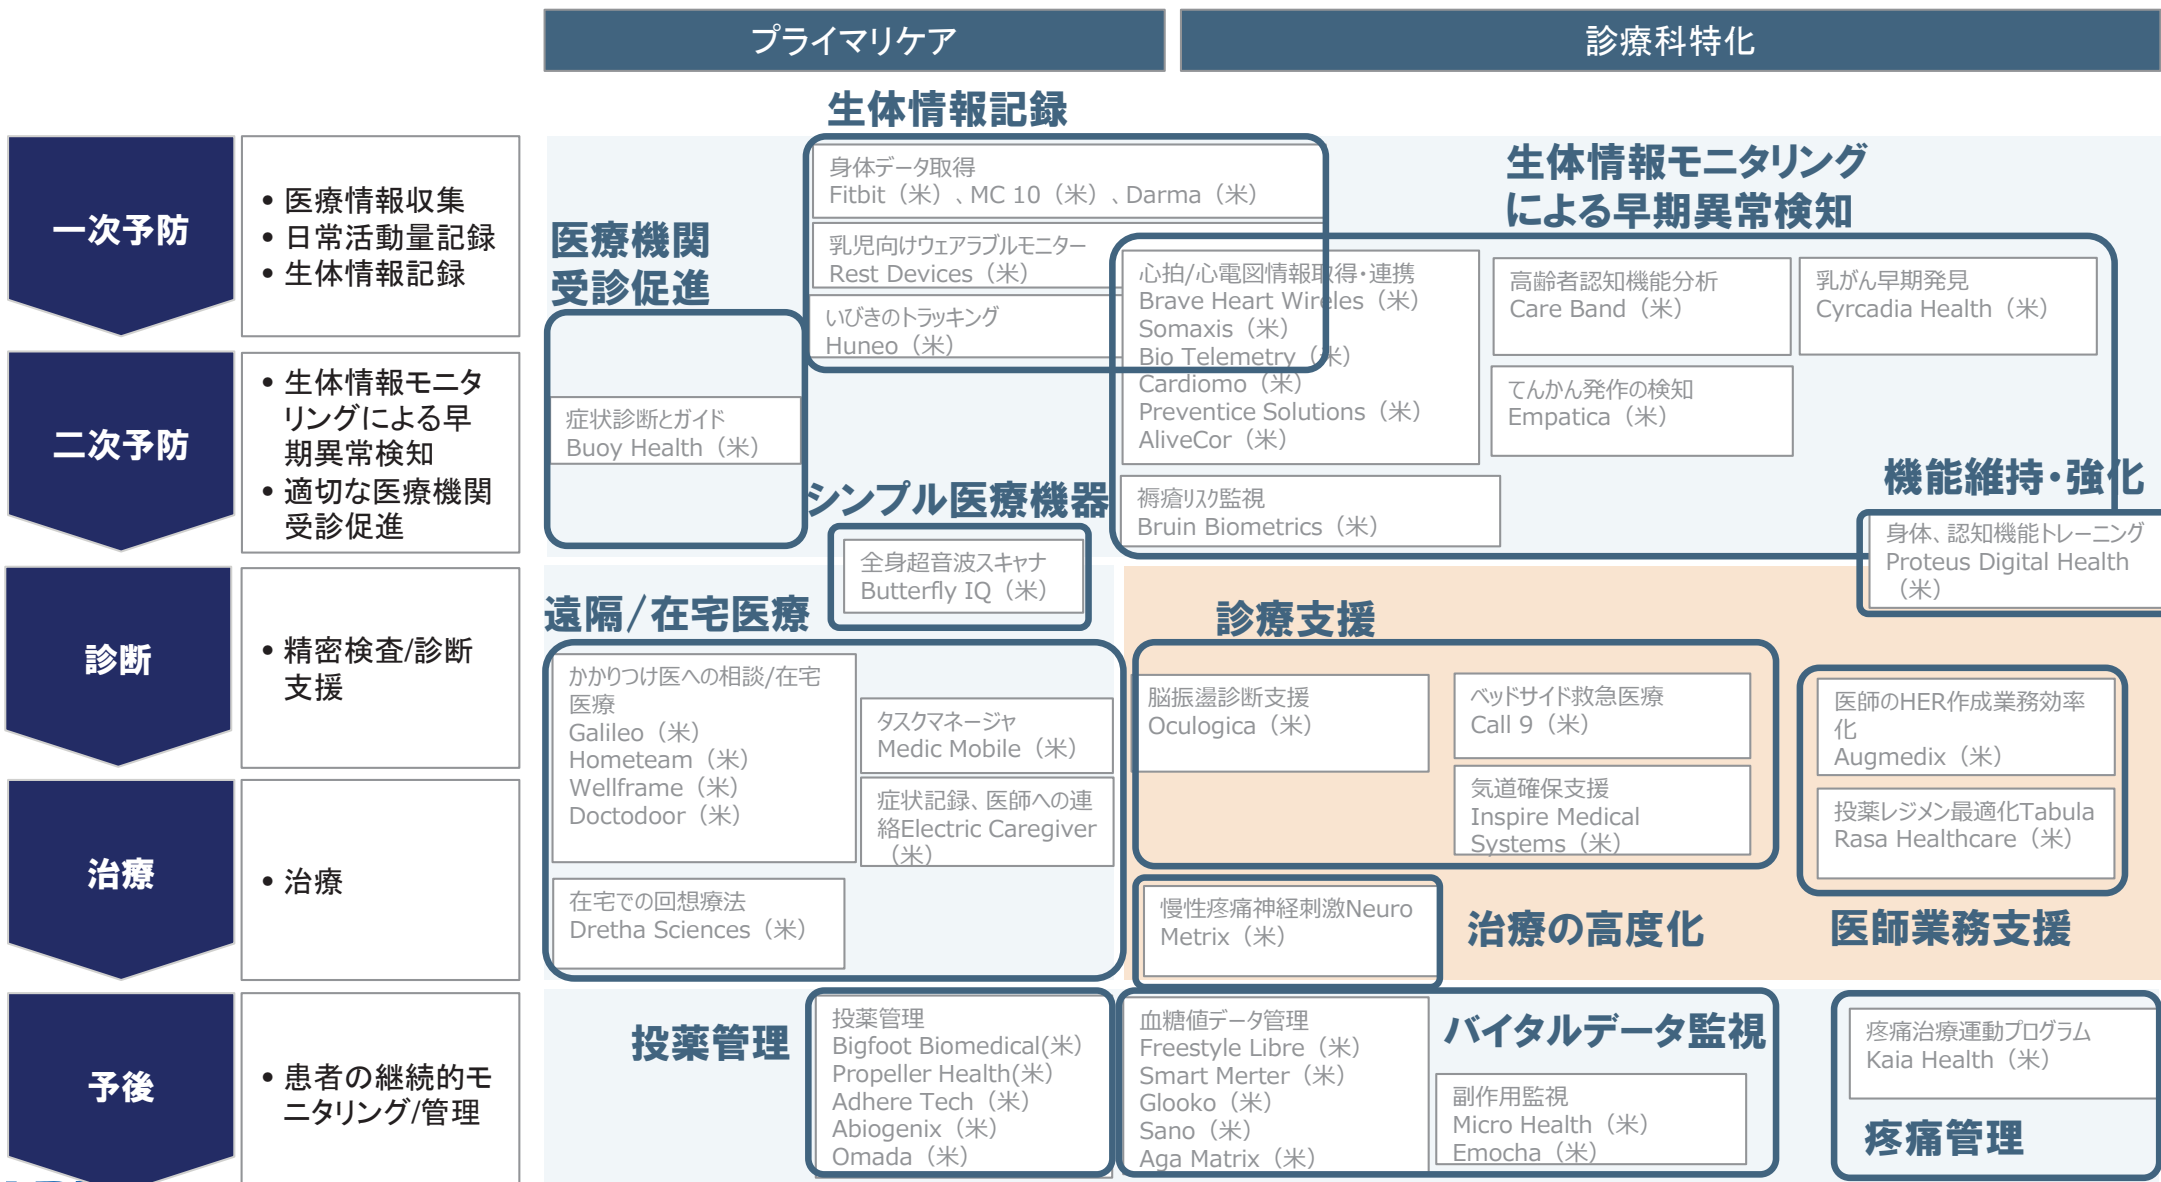 プライマリケア
診療科特化
一次予防
• 医療情報収集
• 日常活動量記録
• 生体情報記録
二次予防
• 生体情報モニタ
リングによる早
期異常検知
• 適切な医療機関
受診促進
診断
• 精密検査/診断
支援
治療
• 治療
予後
• 患者の継続的モ
ニタリング/管理
生体情報記録
身体データ取得
Fitbit（米）、MC 10（米）、Darma（米）
乳児向けウェアラブルモニター
Rest Devices（米）
いびきのトラッキング
Huneo（米）
医療機関
受診促進
症状診断とガイド
Buoy Health（米）
生体情報モニタリング
による早期異常検知
心拍/心電図情報取得・連携
Brave Heart Wireles（米）
Somaxis（米）
Bio Telemetry（米）
Cardiomo（米）
Preventice Solutions（米）
AliveCor（米）
高齢者認知機能分析
Care Band（米）
乳がん早期発見
Cyrcadia Health（米）
てんかん発作の検知
Empatica（米）
褥瘡リスク監視
Bruin Biometrics（米）
シンプル医療機器
全身超音波スキャナ
Butterfly IQ（米）
機能維持・強化
身体、認知機能トレーニング
Proteus Digital Health
（米）
遠隔/在宅医療
かかりつけ医への相談/在宅
医療
Galileo（米）
Hometeam（米）
Wellframe（米）
Doctodoor（米）
タスクマネージャ
Medic Mobile（米）
症状記録、医師への連
絡Electric Caregiver
（米）
在宅での回想療法
Dretha Sciences（米）
診療支援
脳振盪診断支援
Oculogica（米）
ベッドサイド救急医療
Call 9（米）
気道確保支援
Inspire Medical
Systems（米）
医師のHER作成業務効率
化
Augmedix（米）
投薬レジメン最適化Tabula
Rasa Healthcare（米）
医師業務支援
慢性疼痛神経刺激Neuro
Metrix（米）
治療の高度化
投薬管理
投薬管理
Bigfoot Biomedical(米）
Propeller Health(米）
Adhere Tech（米）
Abiogenix（米）
Omada（米）
血糖値データ管理
Freestyle Libre（米）
Smart Merter（米）
Glooko（米）
Sano（米）
Aga Matrix（米）
バイタルデータ監視
副作用監視
Micro Health（米）
Emocha（米）
疼痛治療運動プログラム
Kaia Health（米）
疼痛管理